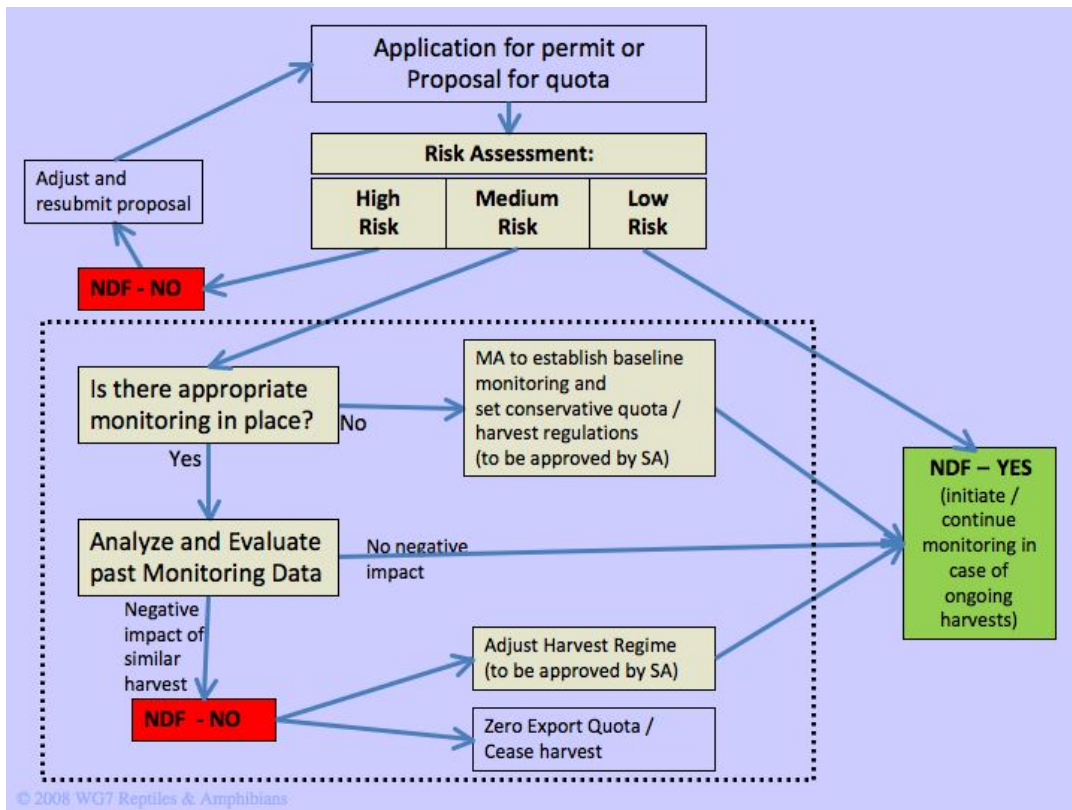 Application for permit or
Proposal for quota
Risk Assessment:
High
Risk
Medium
Risk
Low
Risk
Adjust and
resubmit proposal
NDF - NO
Is there appropriate
monitoring in place?
No
Yes
MA to establish baseline
monitoring and
set conservative quota /
harvest regulations
(to be approved by SA)
NDF – YES
(initiate /
continue
monitoring in
case of
ongoing
harvests)
Analyze and Evaluate
past Monitoring Data
No negative
impact
Negative
impact of
similar
harvest
Adjust Harvest Regime
(to be approved by SA)
NDF - NO
Zero Export Quota /
Cease harvest
© 2008 WG7 Reptiles & Amphibians